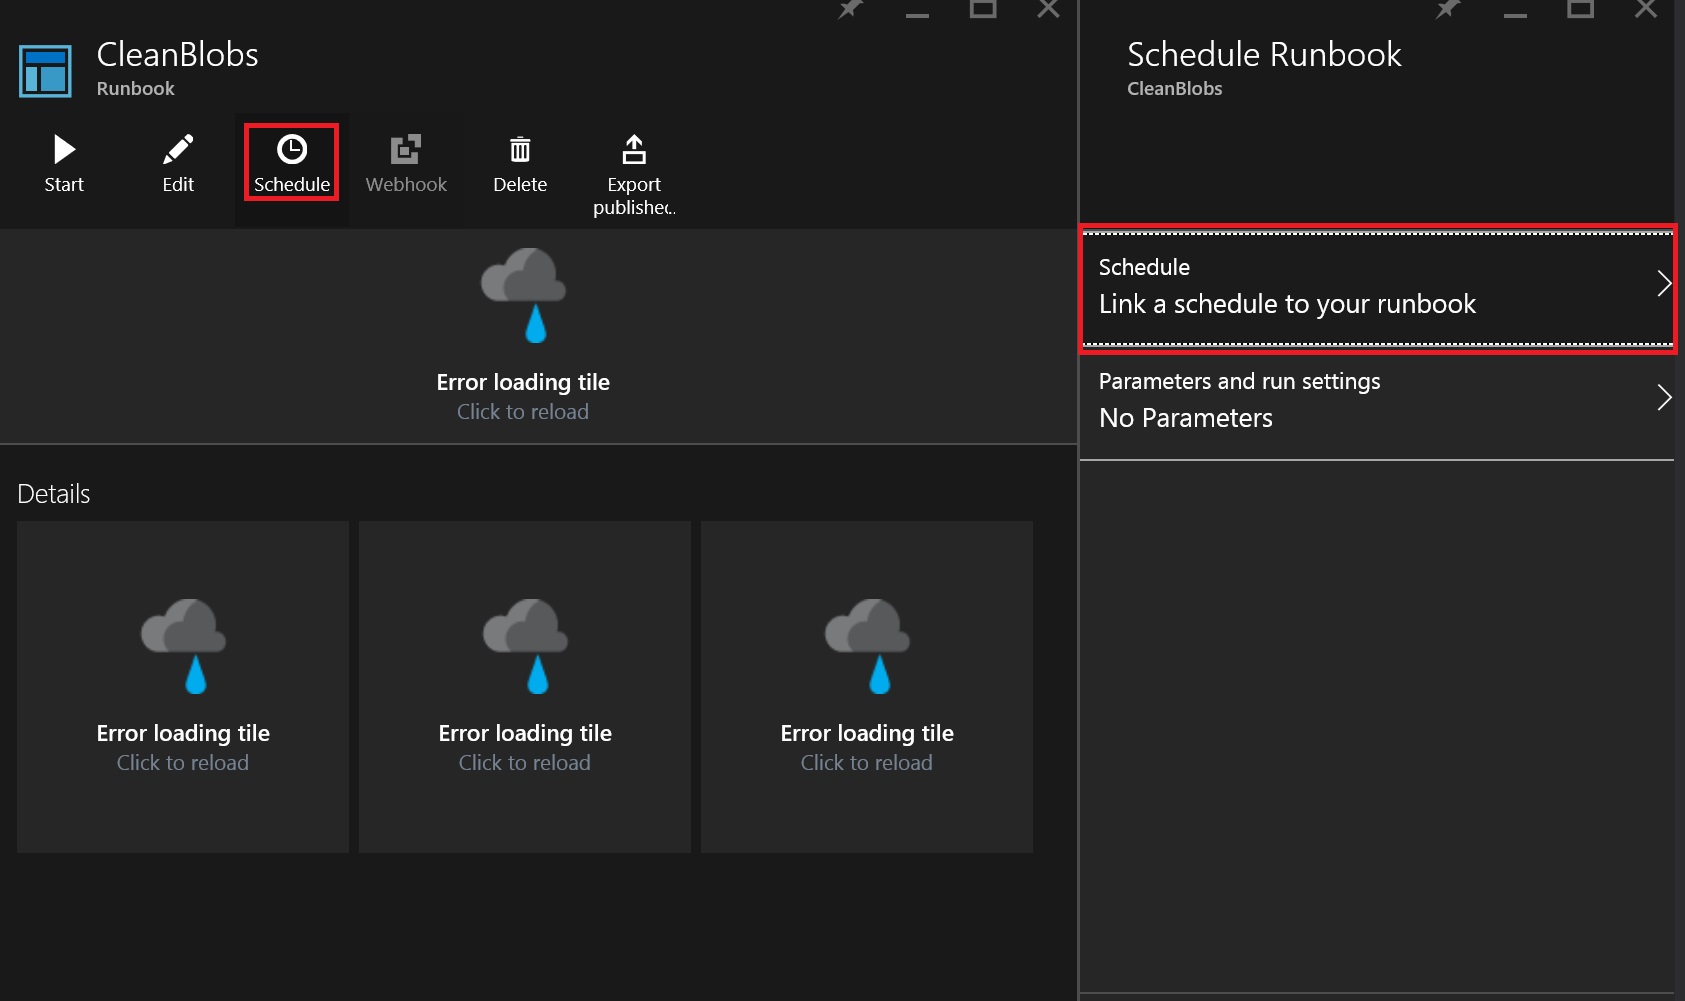 CleanBlobs
Runbook
Start
Edit
Schedule
Webhook
Delete
Export
publishec..
Error loading tile
Click to reload
Details
Error loading tile
Click to reload
Error loading tile
Click to reload
Error loading tile
Click to reload
Schedule Runbook
CleanBlobs
Schedule
Link a schedule to your runbook
Parameters and run settings
No Parameters